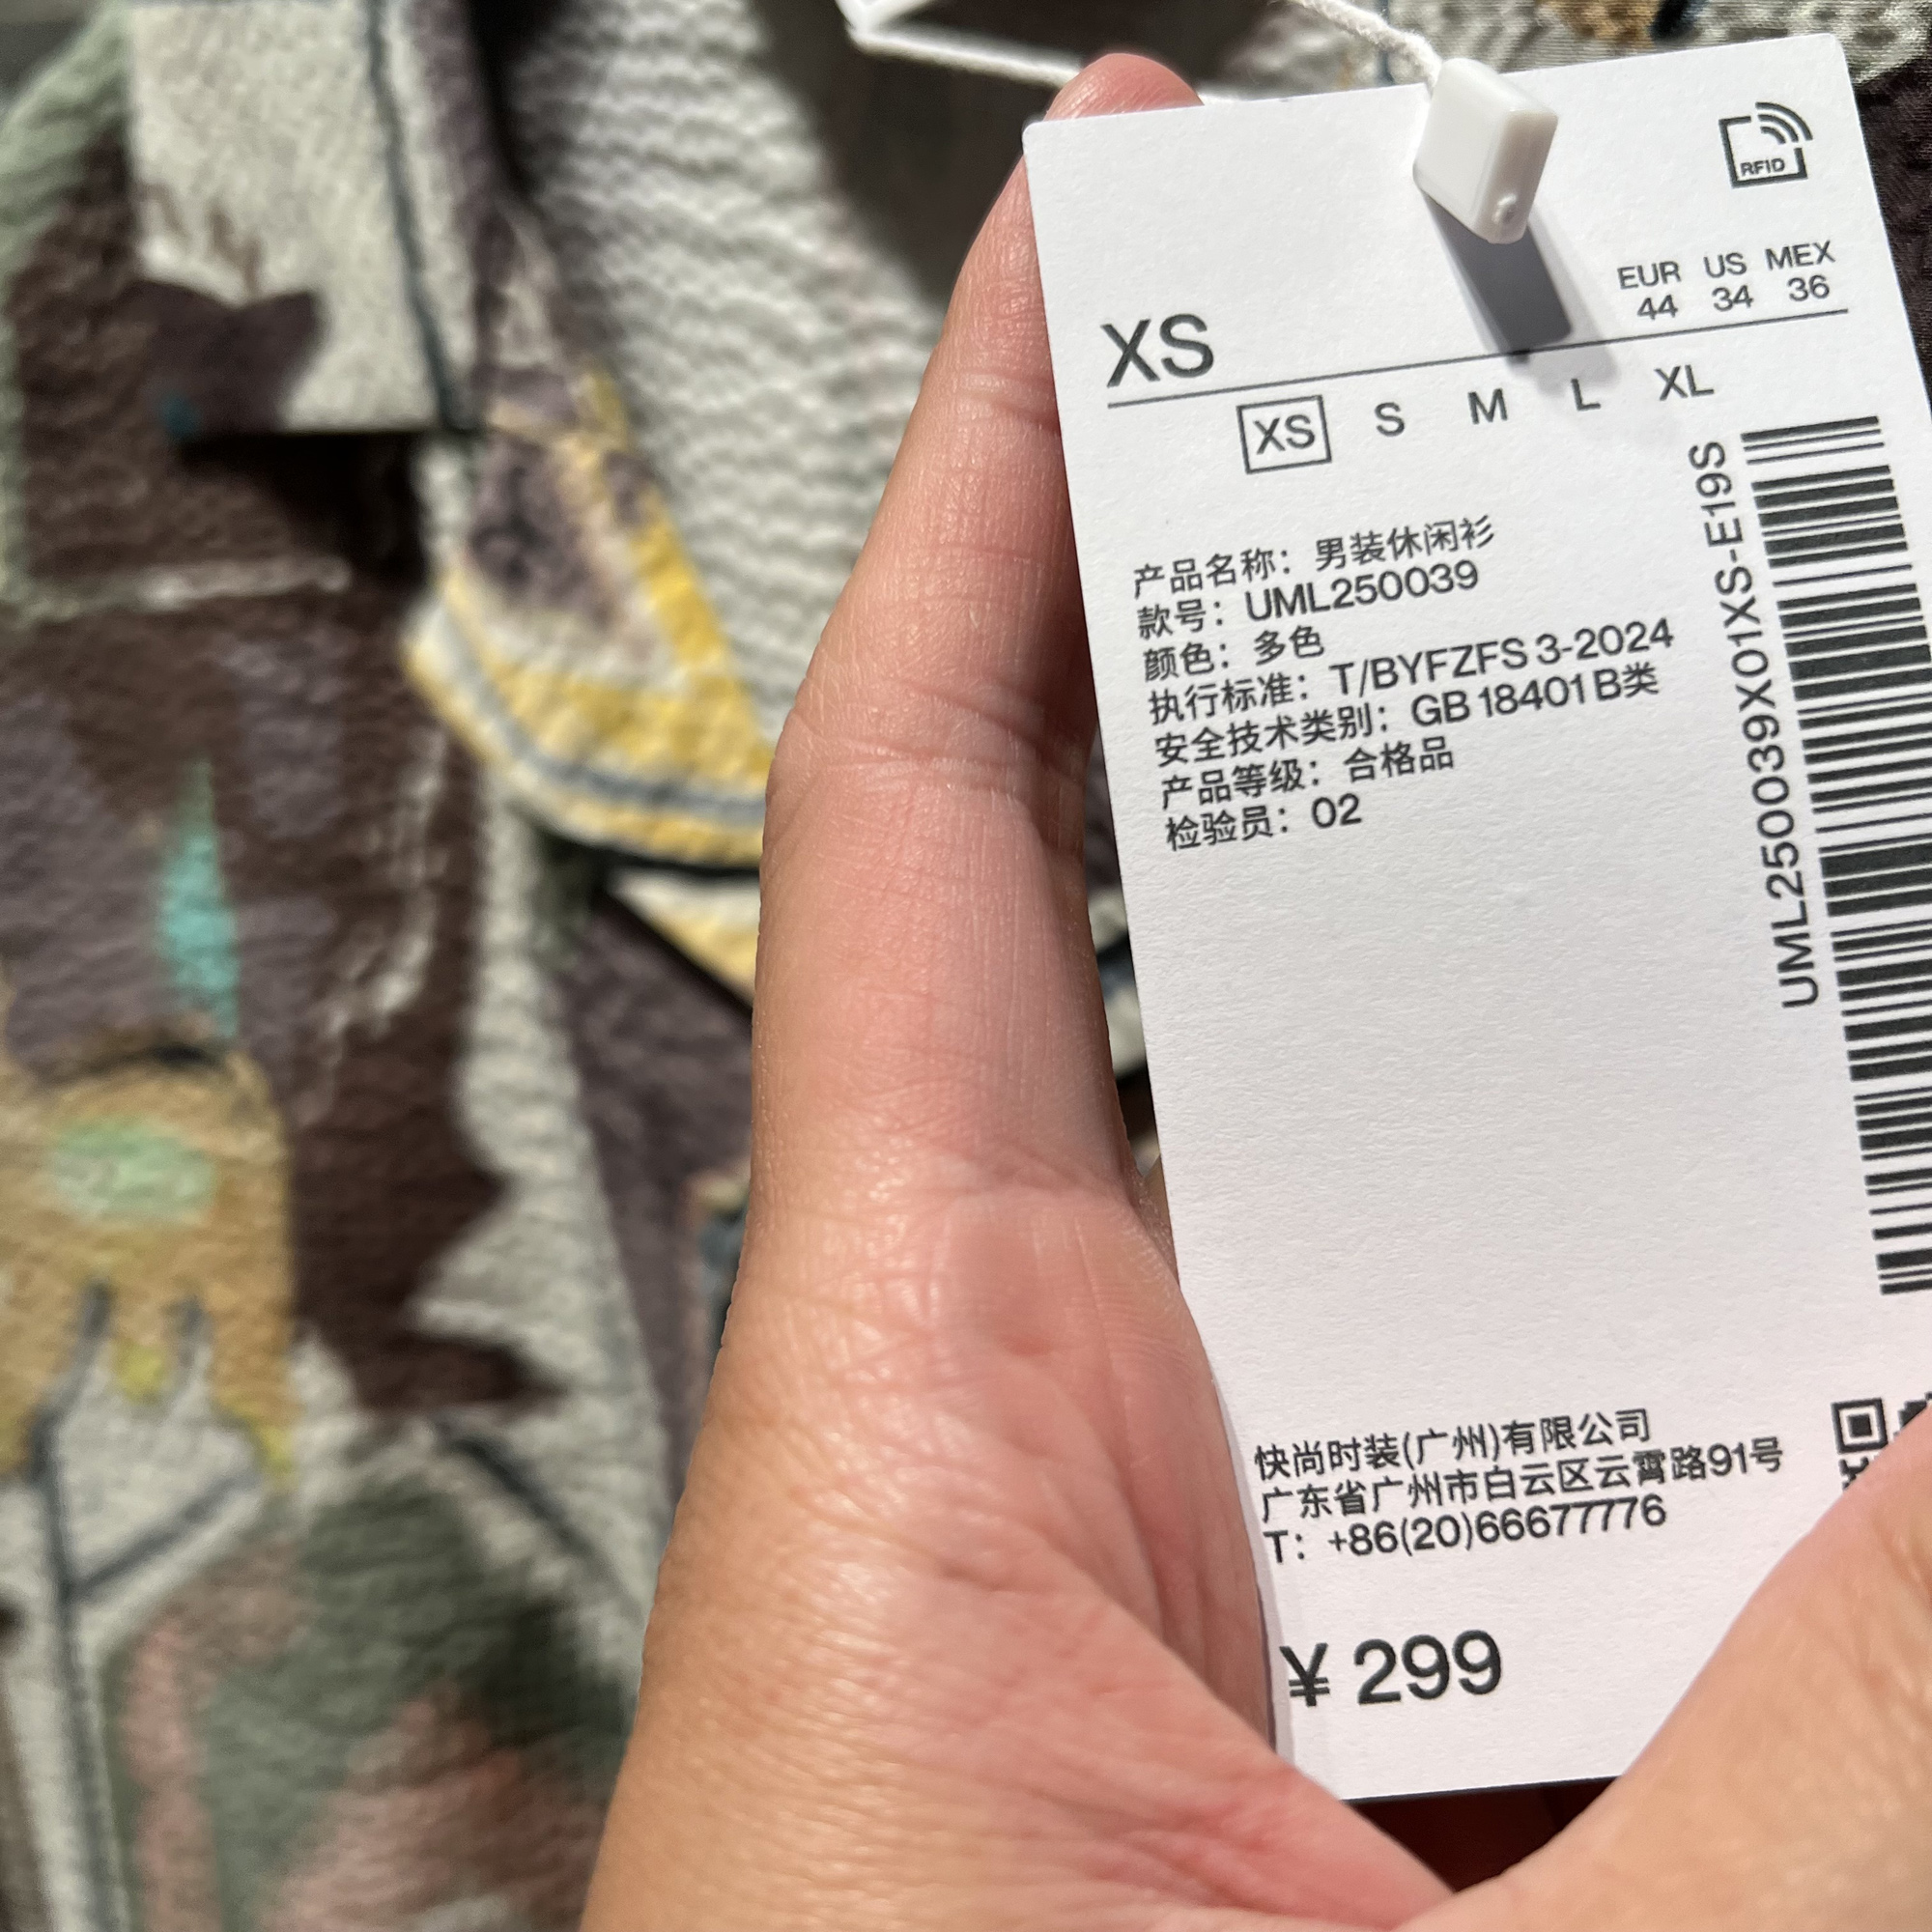 RFID
EUR US MEX
44 34 36
XS
XS S M L XL
产品名称：男装休闲衫
款号：UML250039
颜色：多色
执行标准：T/BYFZFS 3-2024
安全技术类别：GB 18401 B类
产品等级：合格品
检验员：02
UML250039X01XS-E19S
快尚时装(广州)有限公司
广东省广州市白云区云霄路91号
T：+86(20)66677776
¥ 299